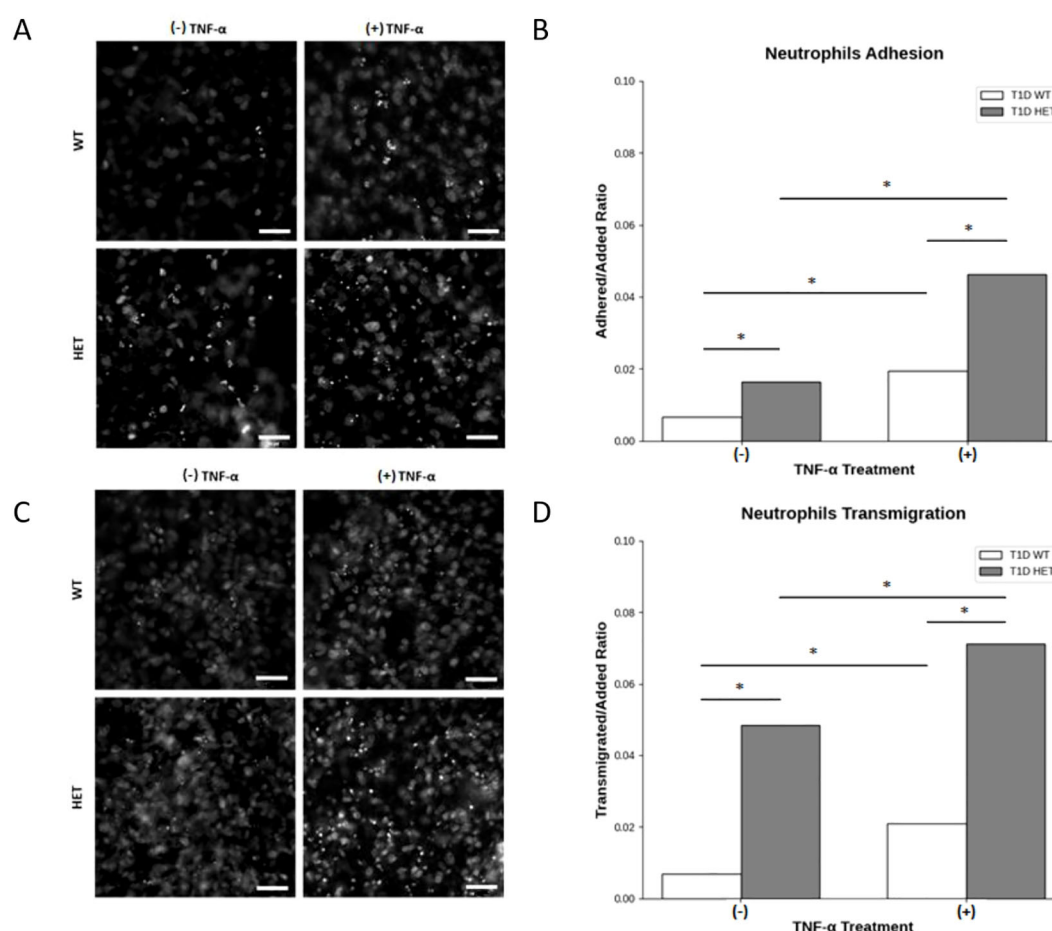 A
(-) TNF-α
(+) TNF-α
WT
HET
B
Neutrophils Adhesion
T1D WT
T1D HET
Adhered/Added Ratio
0.10
0.08
0.06
0.04
0.02
0.00
*
*
*
*
(-)
(+)
TNF-α Treatment
C
(-) TNF-α
(+) TNF-α
WT
HET
D
Neutrophils Transmigration
T1D WT
T1D HET
Transmigrated/Added Ratio
0.10
0.08
0.06
0.04
0.02
0.00
*
*
*
*
(-)
(+)
TNF-α Treatment